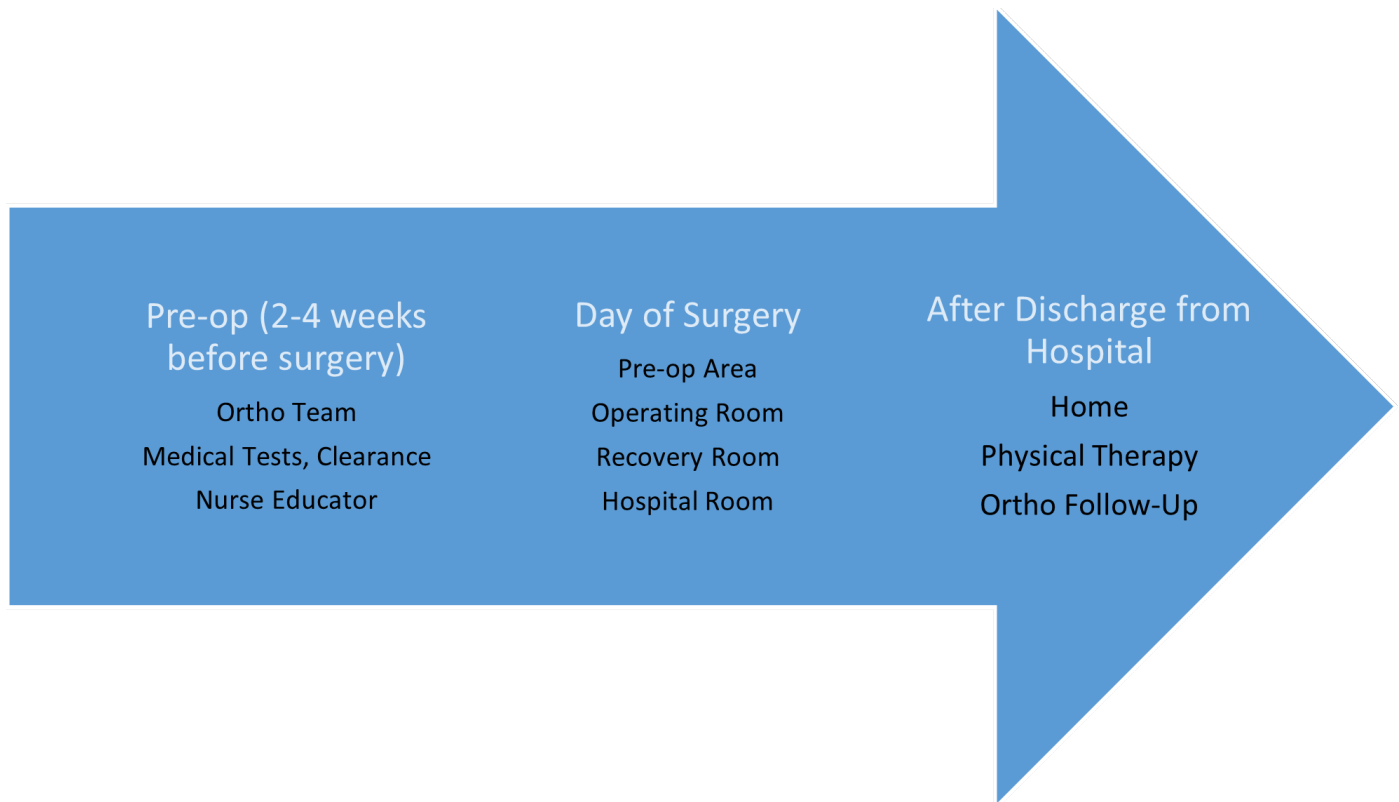 Pre-op (2-4 weeks
before surgery)
Ortho Team
Medical Tests, Clearance
Nurse Educator
Day of Surgery
Pre-op Area
Operating Room
Recovery Room
Hospital Room
After Discharge from
Hospital
Home
Physical Therapy
Ortho Follow-Up